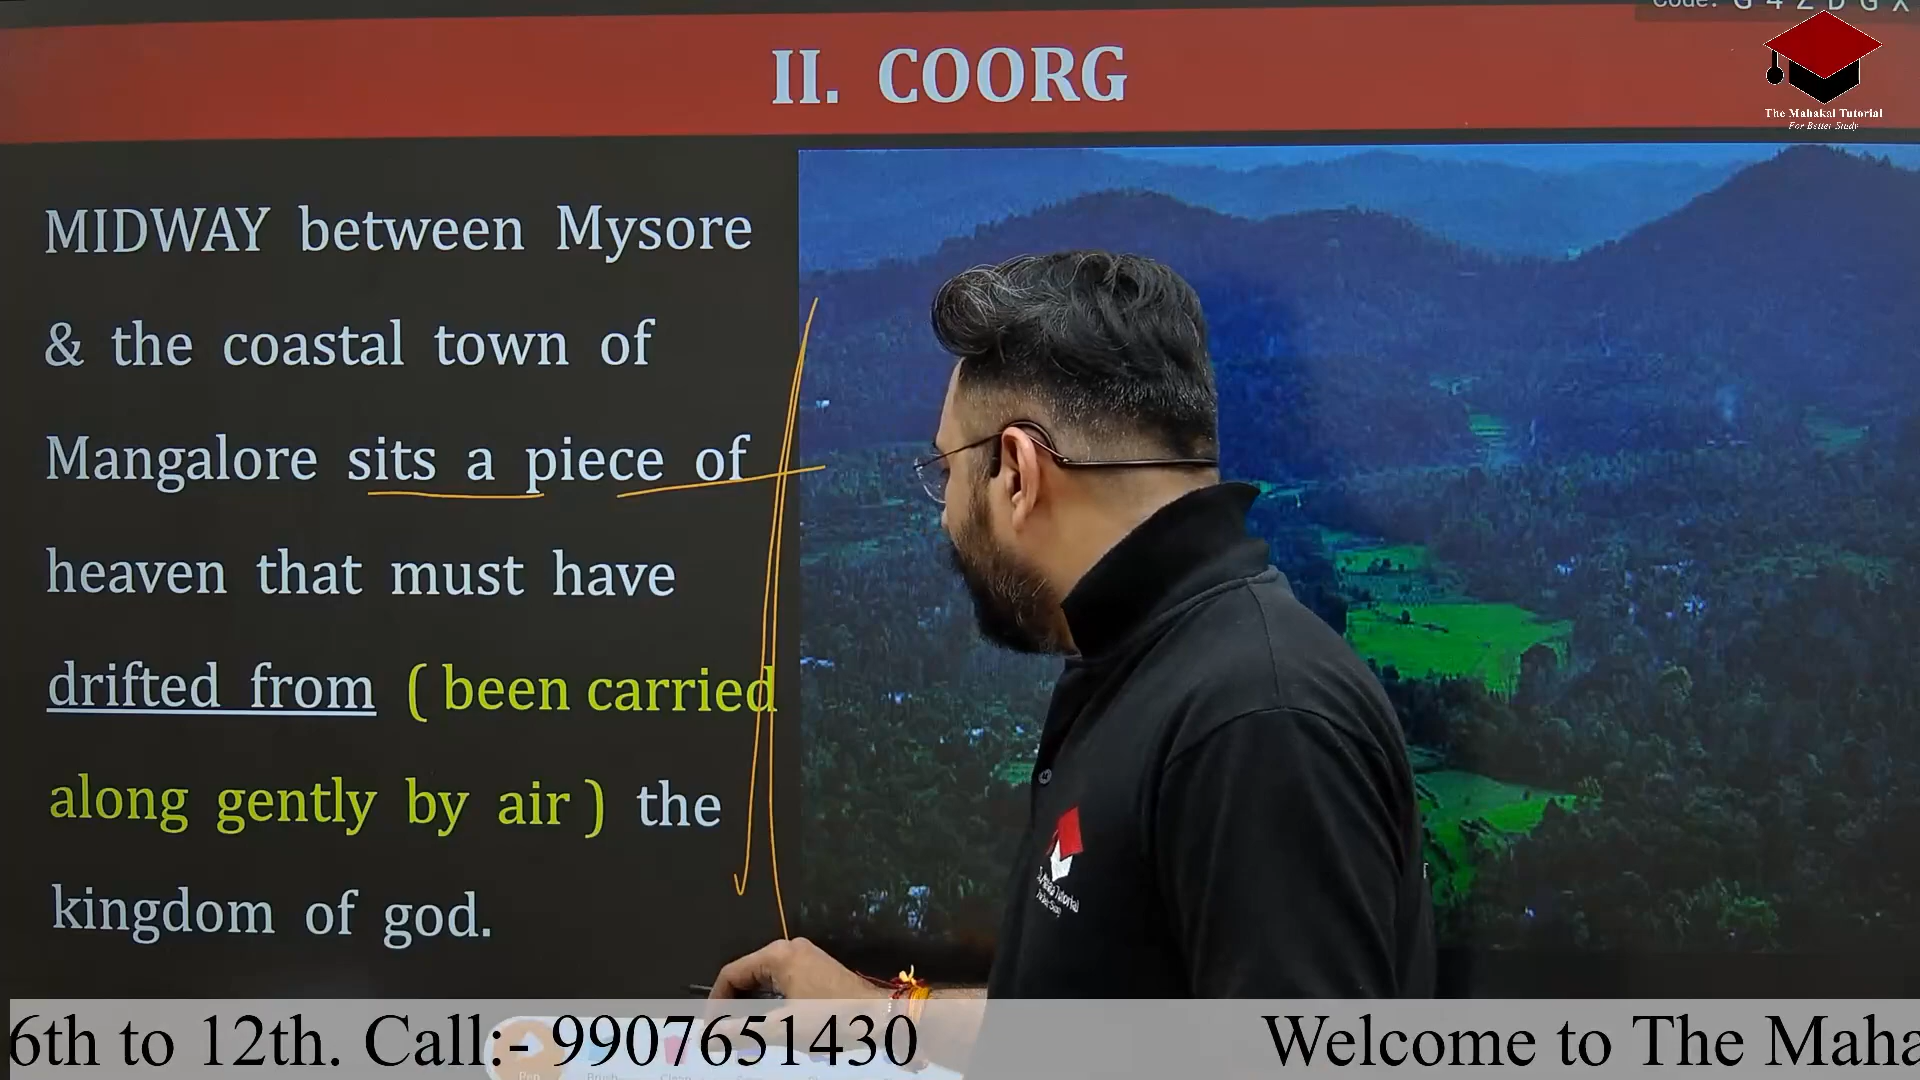 Code: G4ZDGX
II. COORG
The Mahakal Tutorial
For Better Study
MIDWAY between Mysore
& the coastal town of
Mangalore sits a piece of
heaven that must have
drifted from ( been carried
along gently by air ) the
kingdom of god.
6th to 12th. Call:- 9907651430
Welcome to The Maha